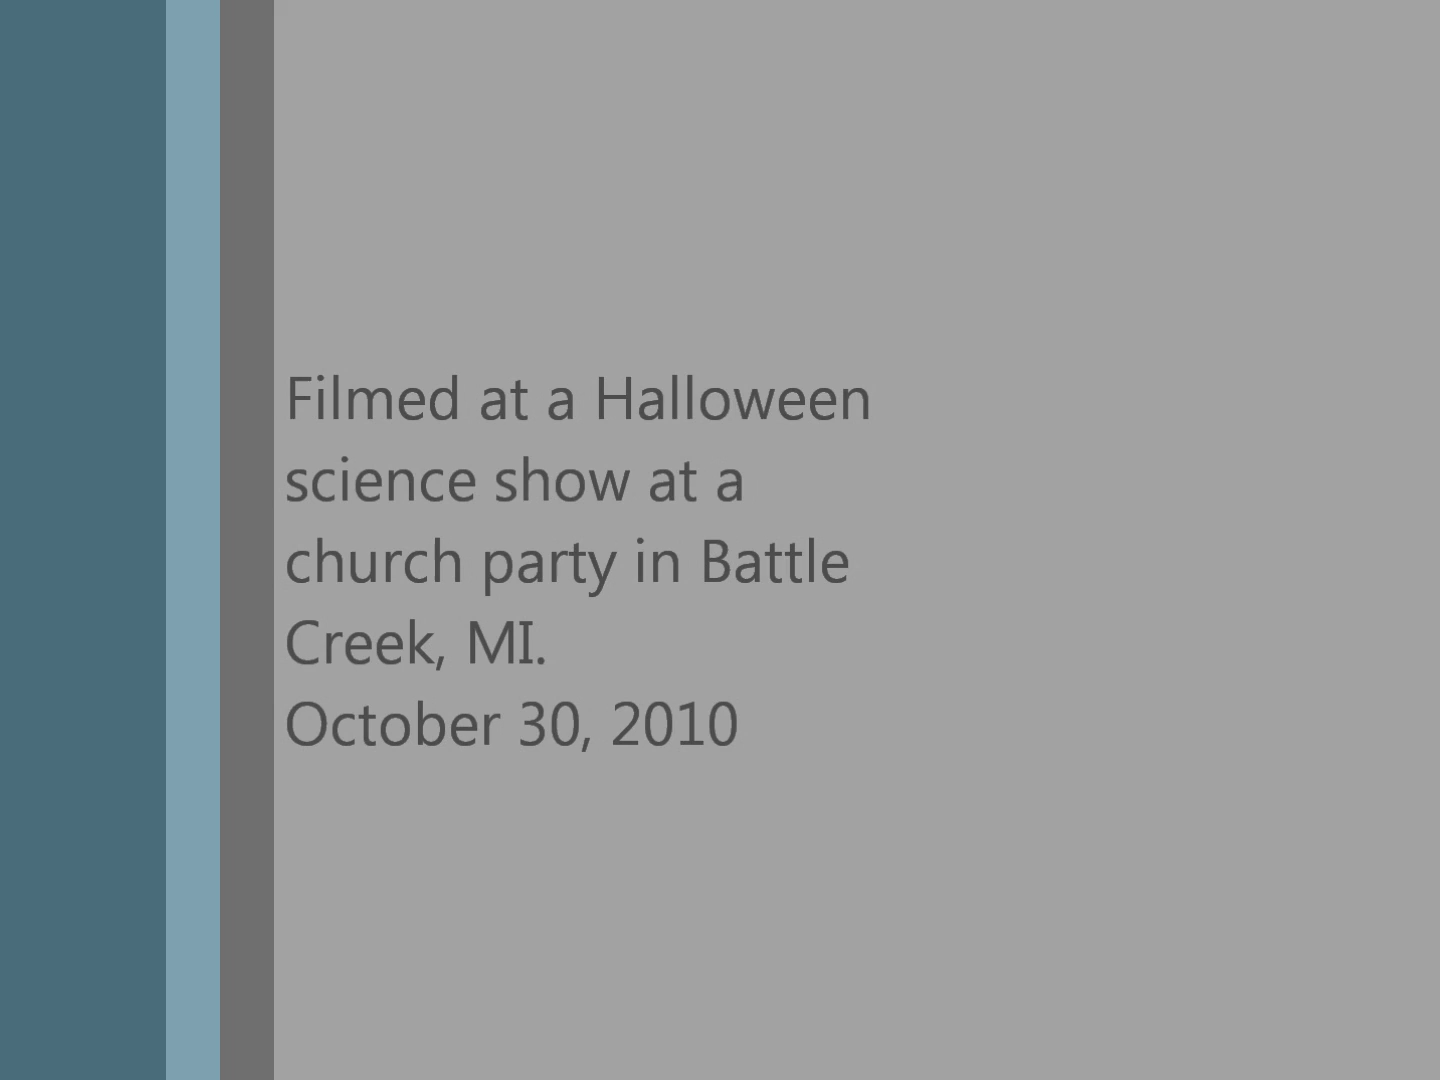 Filmed at a Halloween
science show at a
church party in Battle
Creek, MI.
October 30, 2010